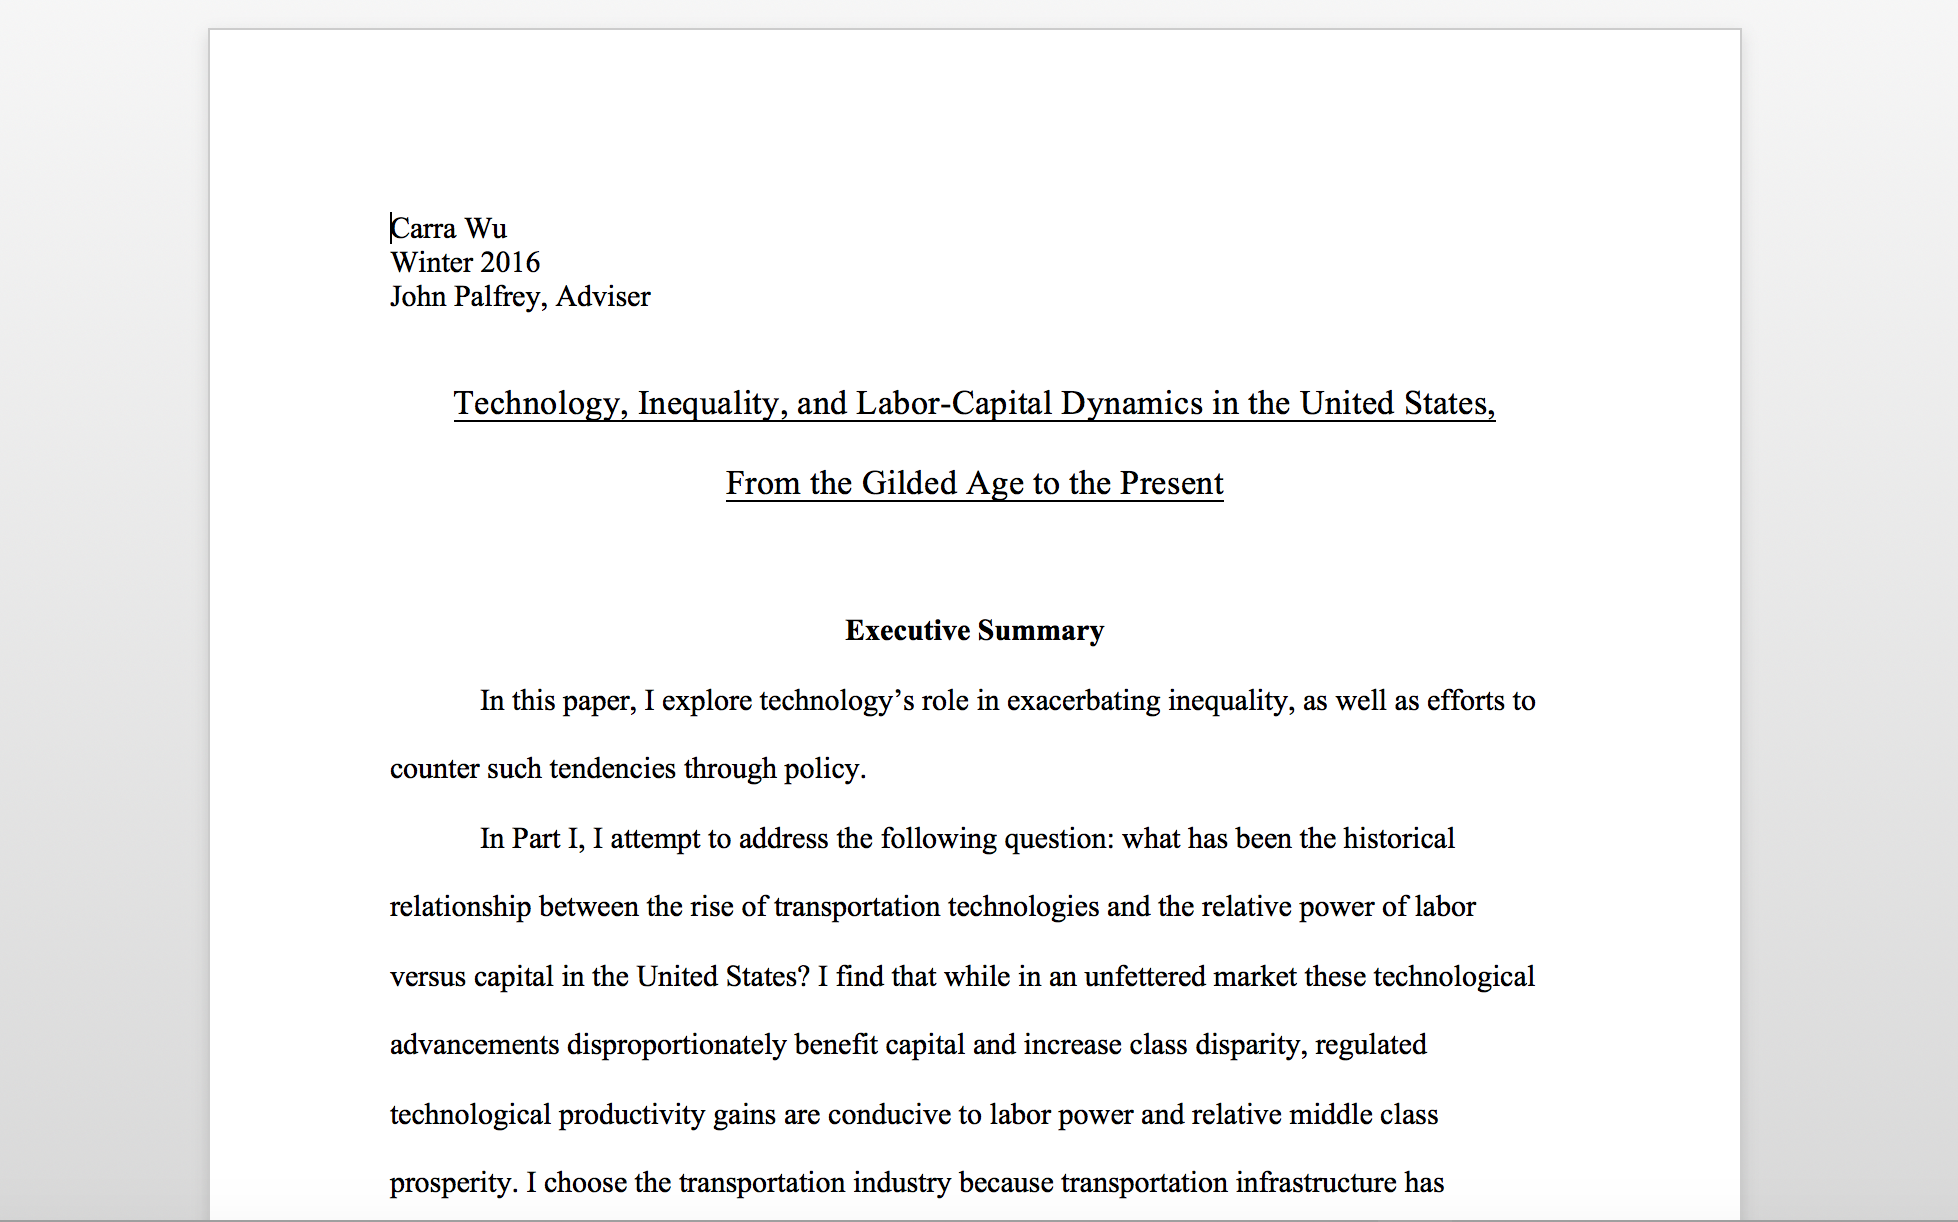 Carra Wu
Winter 2016
John Palfrey, Adviser
Technology, Inequality, and Labor-Capital Dynamics in the United States,
From the Gilded Age to the Present
Executive Summary
In this paper, I explore technology’s role in exacerbating inequality, as well as efforts to
counter such tendencies through policy.
In Part I, I attempt to address the following question: what has been the historical
relationship between the rise of transportation technologies and the relative power of labor
versus capital in the United States? I find that while in an unfettered market these technological
advancements disproportionately benefit capital and increase class disparity, regulated
technological productivity gains are conducive to labor power and relative middle class
prosperity. I choose the transportation industry because transportation infrastructure has